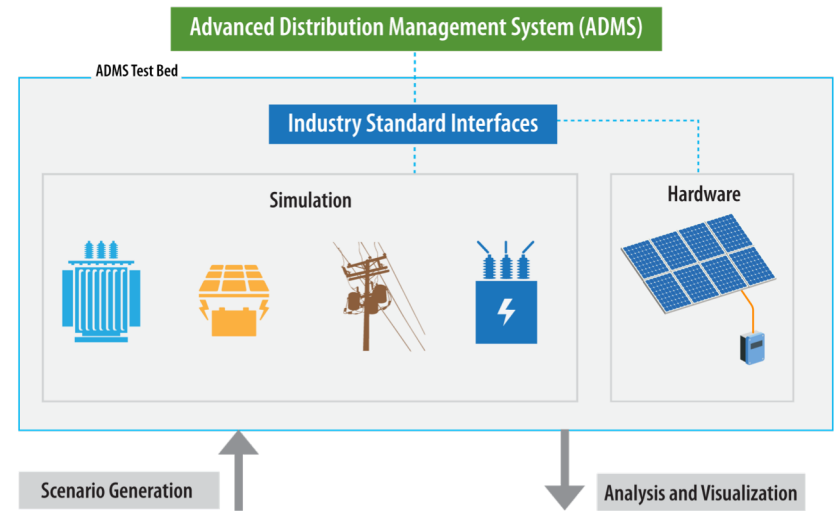 Advanced Distribution Management System (ADMS)
ADMS Test Bed
Industry Standard Interfaces
Simulation
Hardware
Scenario Generation
Analysis and Visualization